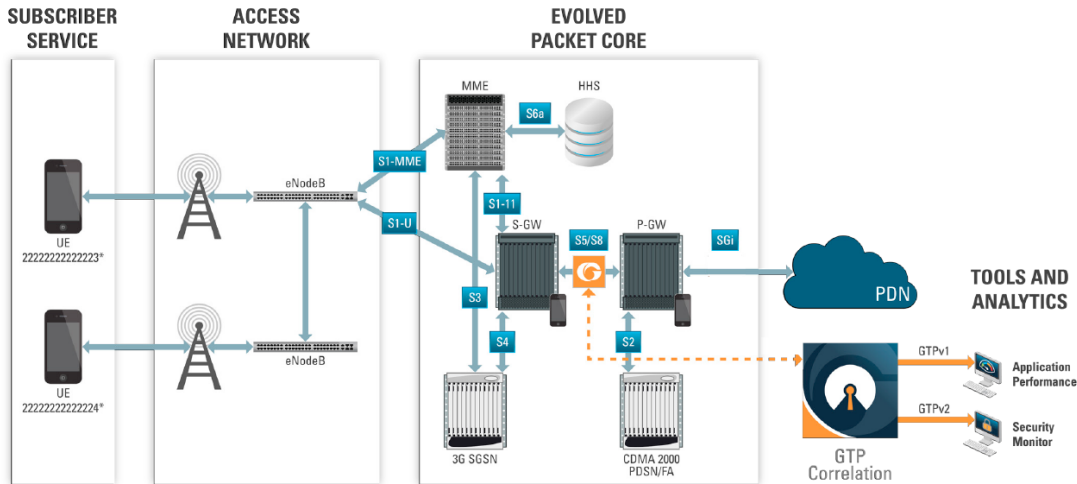 SUBSCRIBER
SERVICE
ACCESS
NETWORK
EVOLVED
PACKET CORE
MME
HHS
S6a
S1-MME
eNodeB
S1-11
S1-U
S-GW
P-GW
S5/S8
SGi
UE
22222222222223*
PDN
TOOLS AND
ANALYTICS
S3
S4
S2
eNodeB
GTPv1
Application
Performance
UE
22222222222224*
GTPv2
Security
Monitor
3G SGSN
CDMA 2000
PDSN/FA
GTP
Correlation